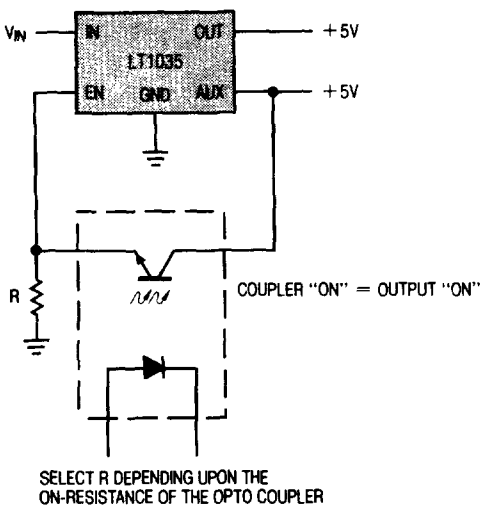 VIN IN OUT +5V
LT1035
EN GND AUX +5V
R
COUPLER "ON" = OUTPUT "ON"
SELECT R DEPENDING UPON THE
ON-RESISTANCE OF THE OPTO COUPLER